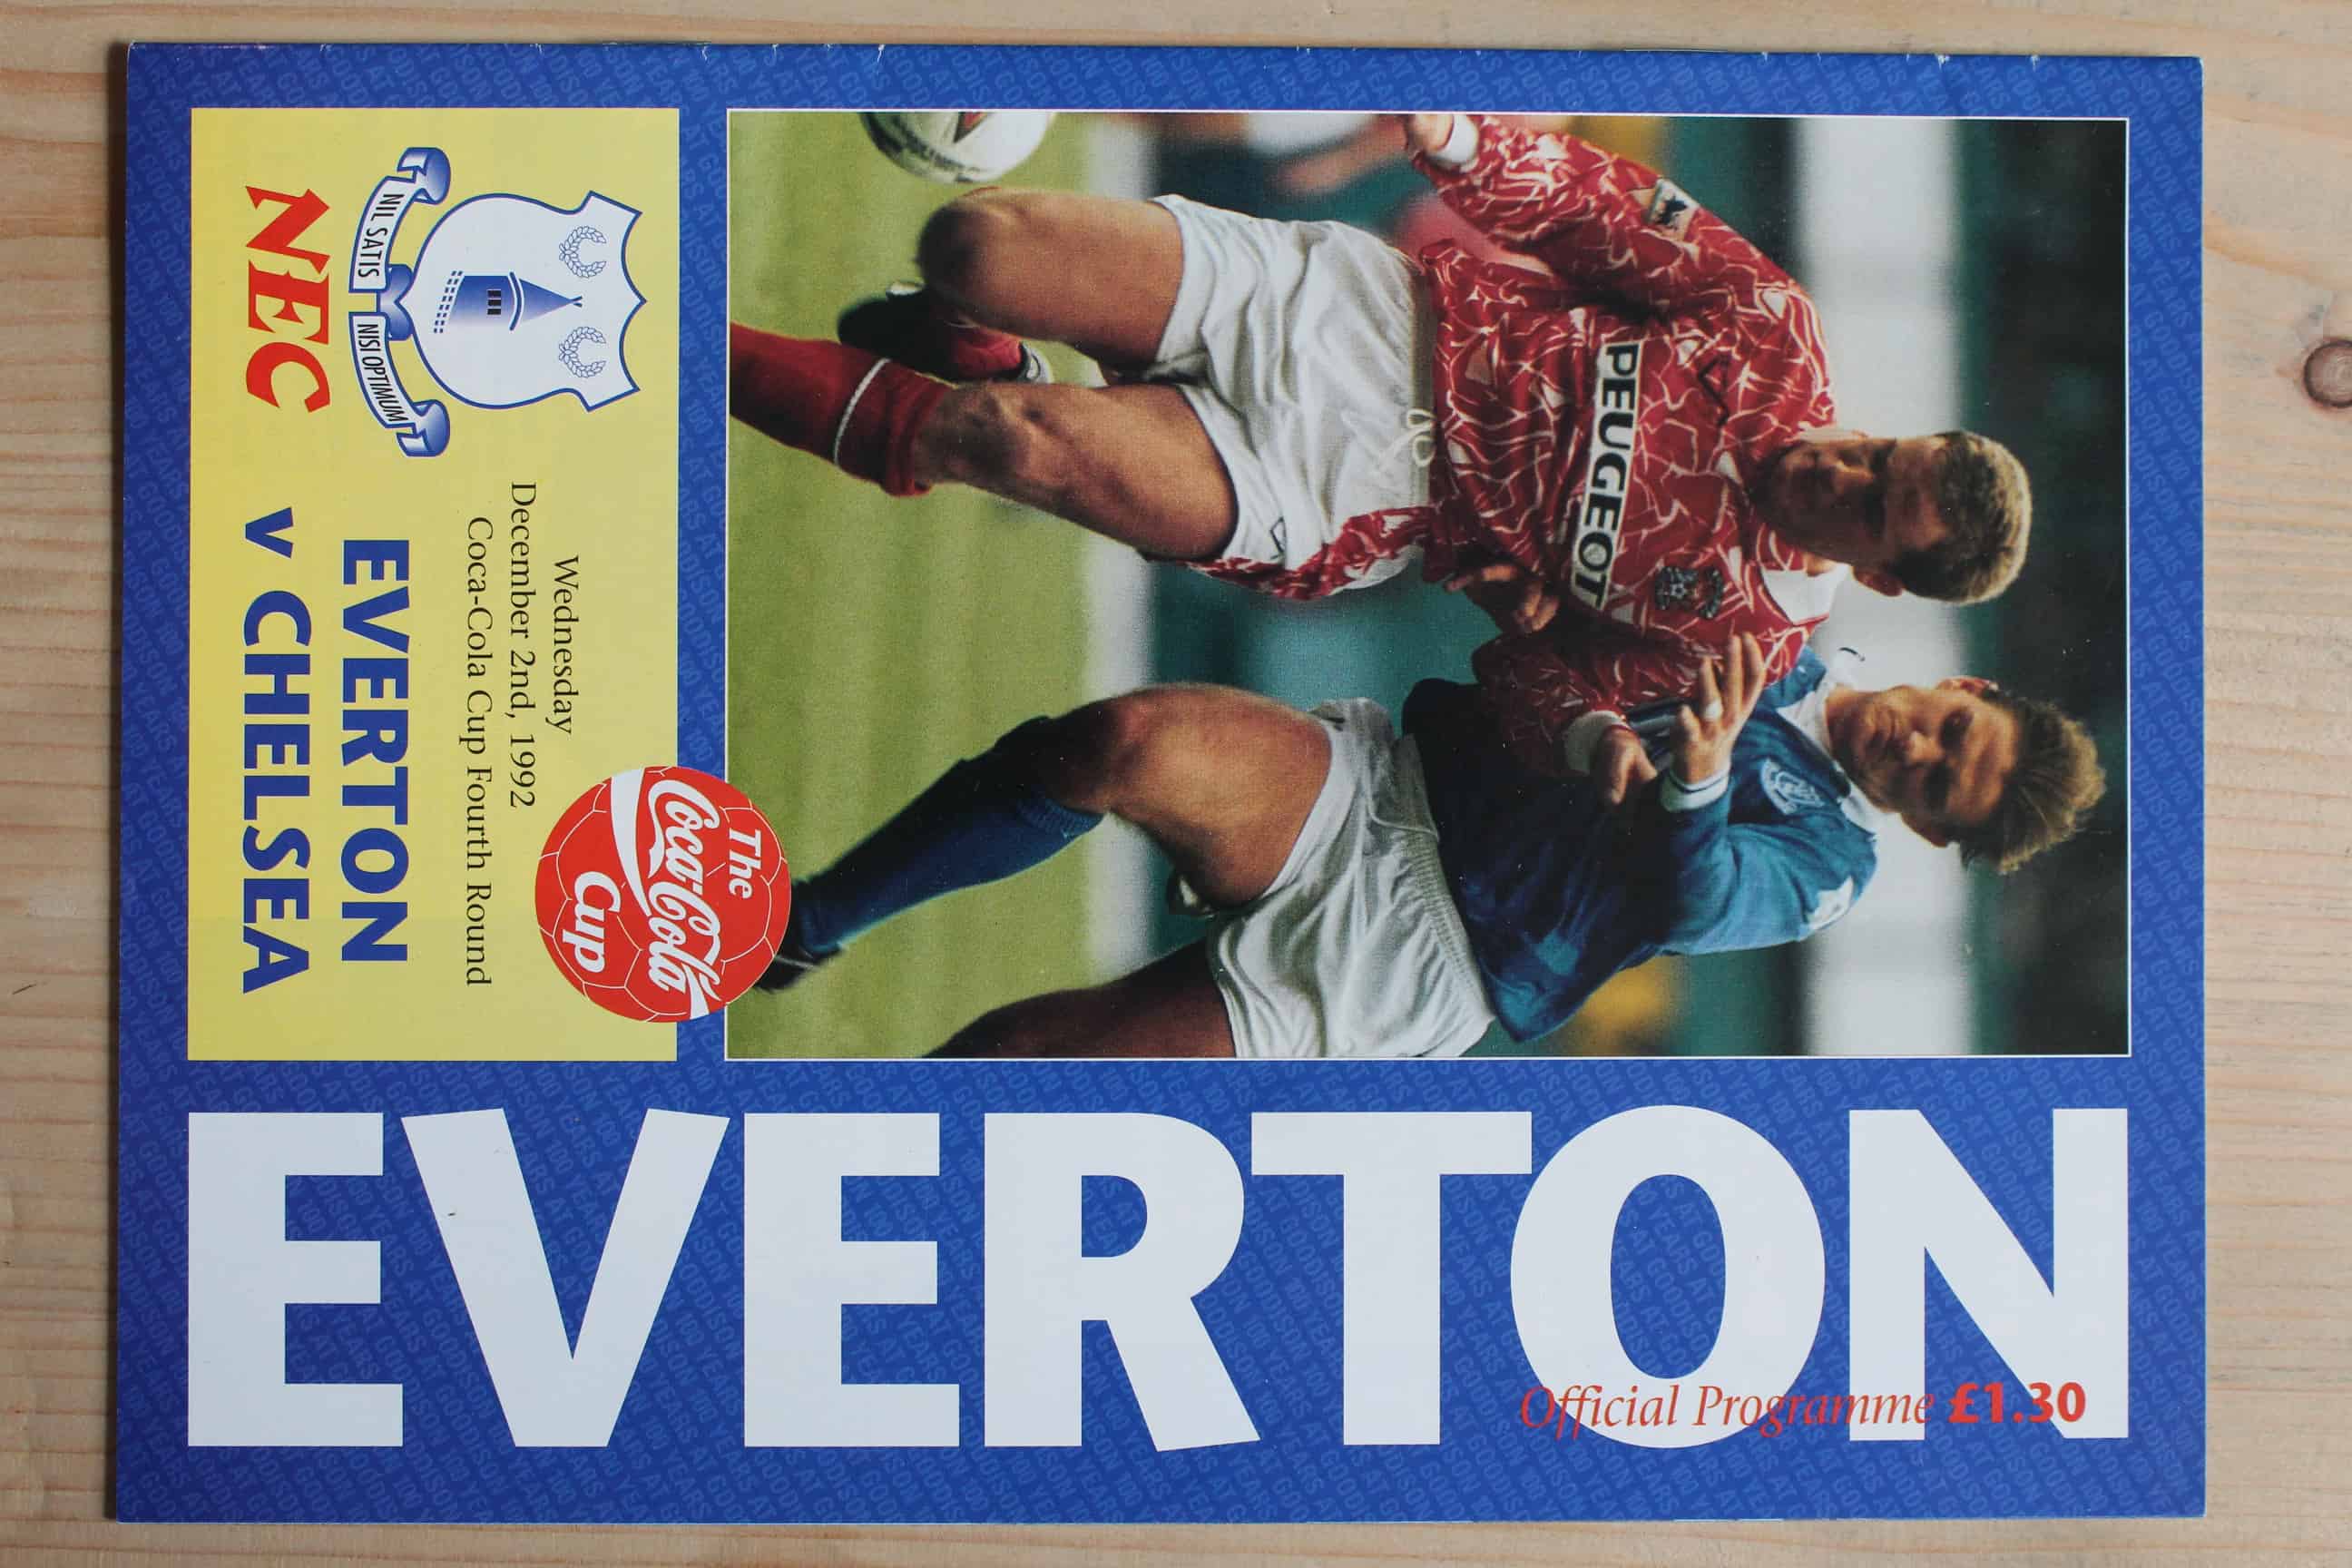 EVERTON
Official Programme £1.30
PEUGEOT
The
Coca-Cola
Cup
Wednesday
December 2nd, 1992
Coca-Cola Cup Fourth Round
EVERTON
v CHELSEA
NIL SATIS NISI OPTIMUM
NEC